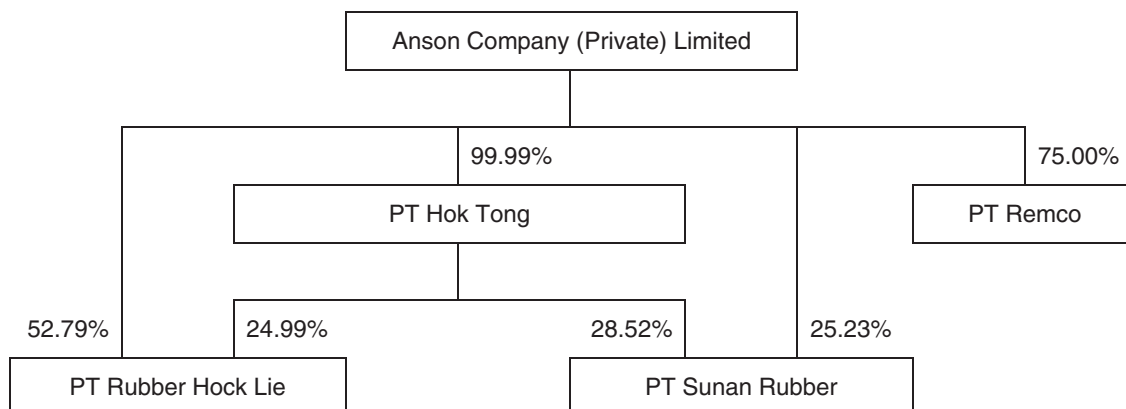 Anson Company (Private) Limited
99.99%
75.00%
PT Hok Tong
PT Remco
52.79%
24.99%
28.52%
25.23%
PT Rubber Hock Lie
PT Sunan Rubber